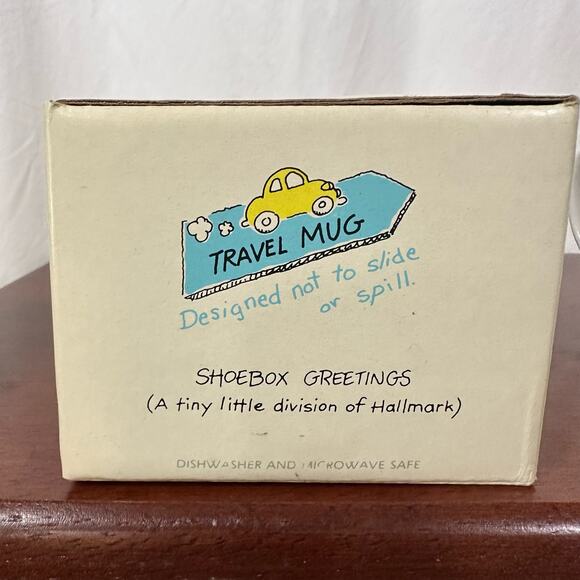 TRAVEL MUG
Designed not to slide
or spill.
SHOEBOX GREETINGS
(A tiny little division of Hallmark)
DISHWASHER AND MICROWAVE SAFE